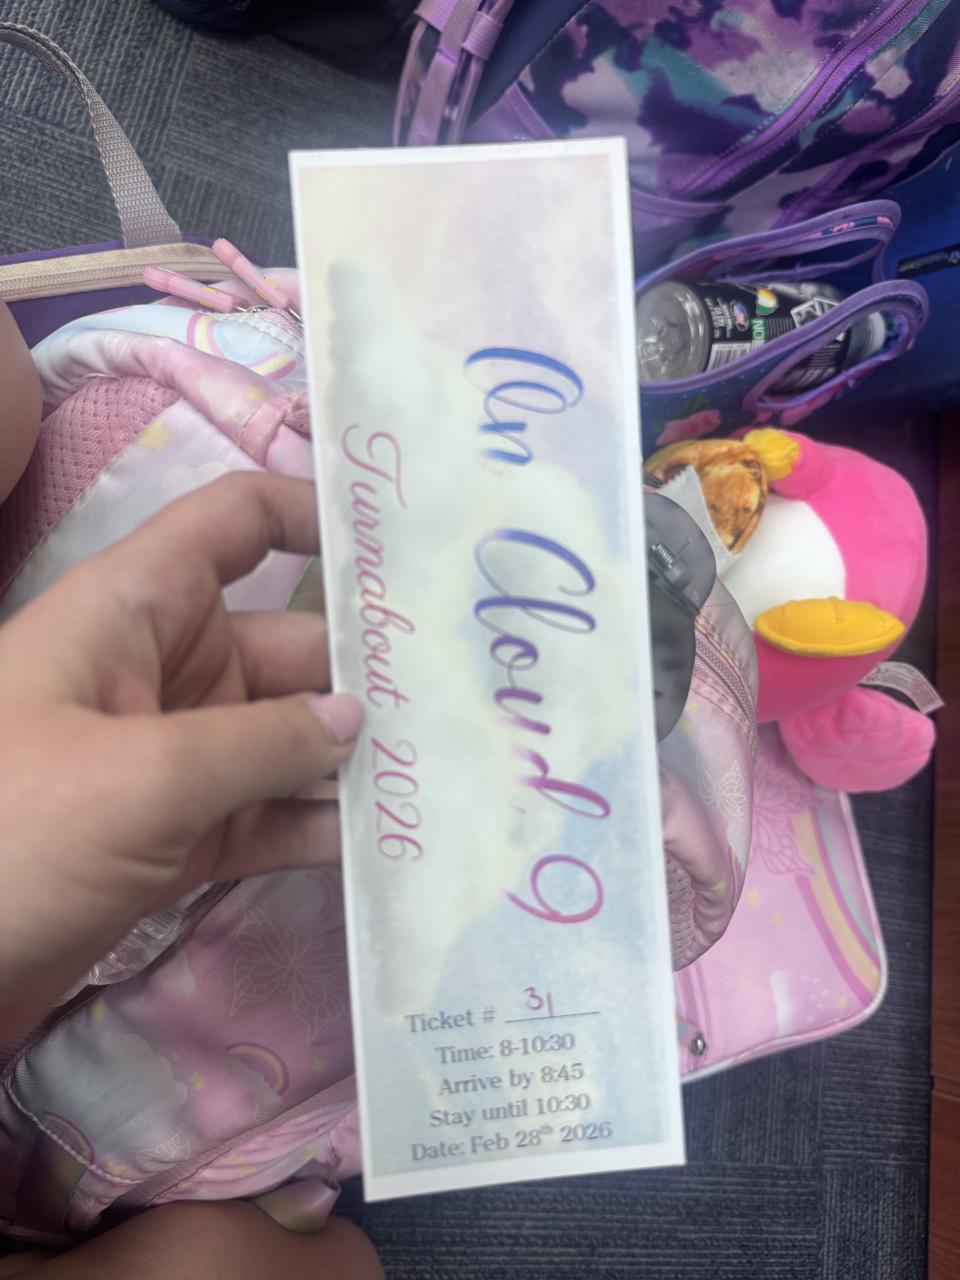 On Cloud 9
Turnabout 2026
Ticket # 31
Time: 8-10:30
Arrive by 8:45
Stay until 10:30
Date: Feb 28th 2026